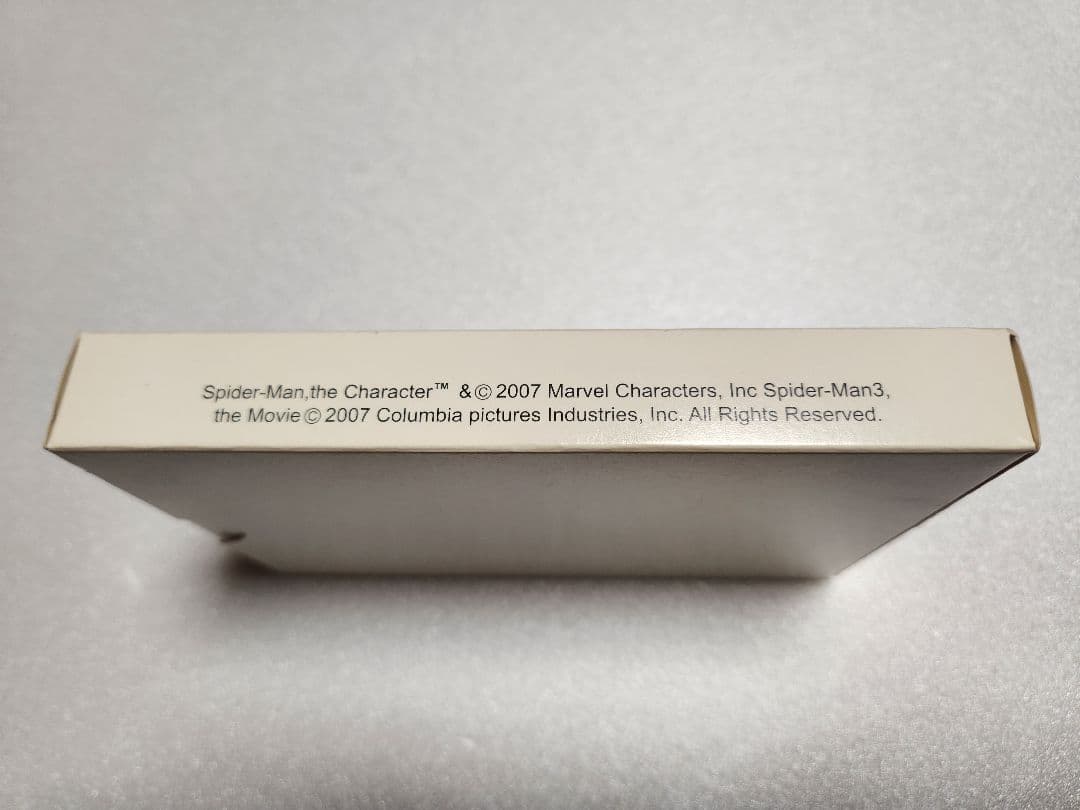 Spider-Man,the Character™ &© 2007 Marvel Characters, Inc Spider-Man3,
the Movie © 2007 Columbia pictures Industries, Inc. All Rights Reserved.